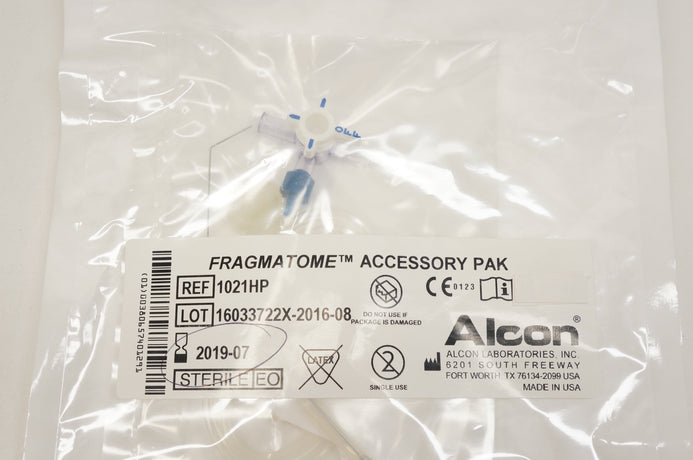 OFF
FRAGMATOME™ ACCESSORY PAK
REF 1021HP
LOT 16033722X-2016-08
2019-07
STERILE EO
DO NOT USE IF
PACKAGE IS DAMAGED
LATEX
2
SINGLE USE
CE 0123
i
Alcon®
ALCON LABORATORIES, INC.
6201 SOUTH FREEWAY
FORT WORTH, TX 76134-2099 USA
MADE IN USA